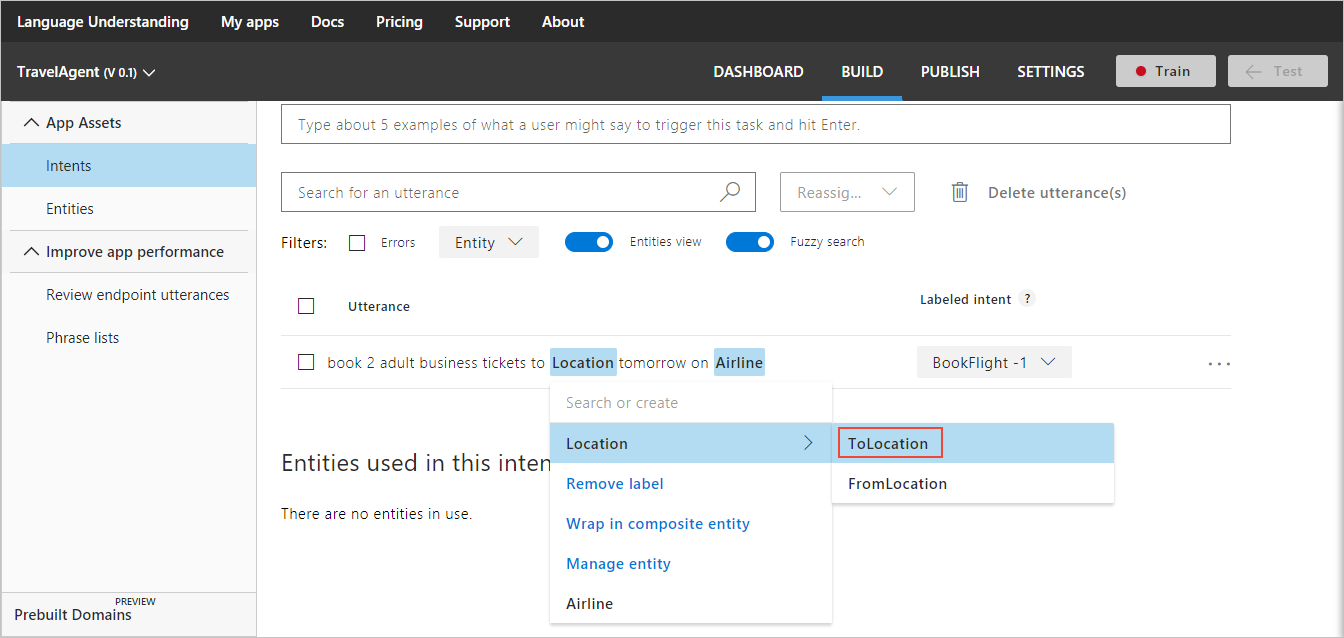 Language Understanding My apps Docs Pricing Support About
TravelAgent (V 0.1) DASHBOARD BUILD PUBLISH SETTINGS Train Test
App Assets
Intents
Entities
Improve app performance
Review endpoint utterances
Phrase lists
PREVIEW
Prebuilt Domains
Type about 5 examples of what a user might say to trigger this task and hit Enter.
Search for an utterance Reassig... Delete utterance(s)
Filters: Errors Entity Entities view Fuzzy search
Utterance Labeled intent ?
book 2 adult business tickets to Location tomorrow on Airline BookFlight -1 ...
Search or create
Location
ToLocation
FromLocation
Remove label
Wrap in composite entity
Manage entity
Airline
Entities used in this inten
There are no entities in use.